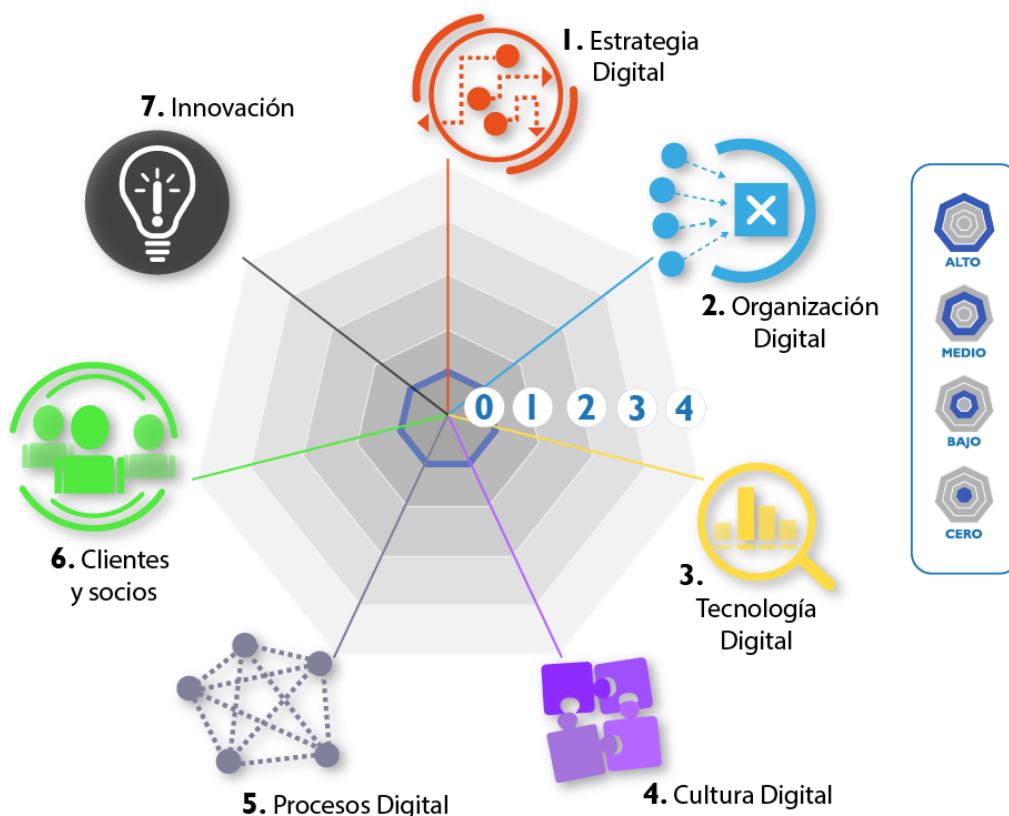 1. Estrategia
Digital
7. Innovación
2. Organización
Digital
0 1 2 3 4
3.
Tecnología
Digital
6. Clientes
y socios
5. Procesos Digital
4. Cultura Digital
ALTO
MEDIO
BAJO
CERO